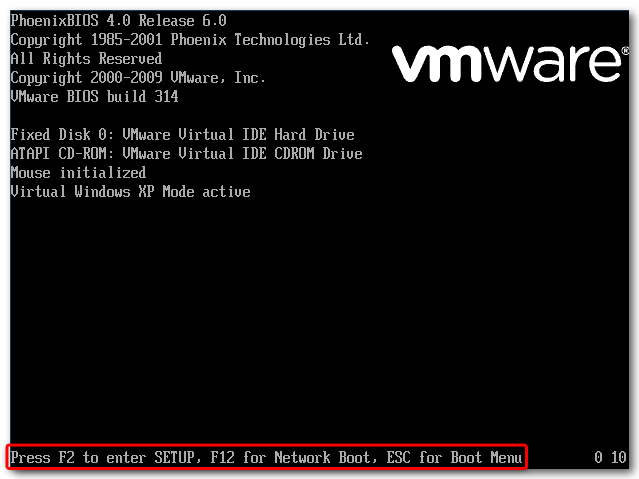 PhoenixBIOS 4.0 Release 6.0
Copyright 1985-2001 Phoenix Technologies Ltd.
All Rights Reserved
Copyright 2000-2009 VMware, Inc.
VMware BIOS build 314
vmware®
Fixed Disk 0: VMware Virtual IDE Hard Drive
ATAPI CD-ROM: VMware Virtual IDE CDROM Drive
Mouse initialized
Virtual Windows XP Mode active
Press F2 to enter SETUP, F12 for Network Boot, ESC for Boot Menu 0 10